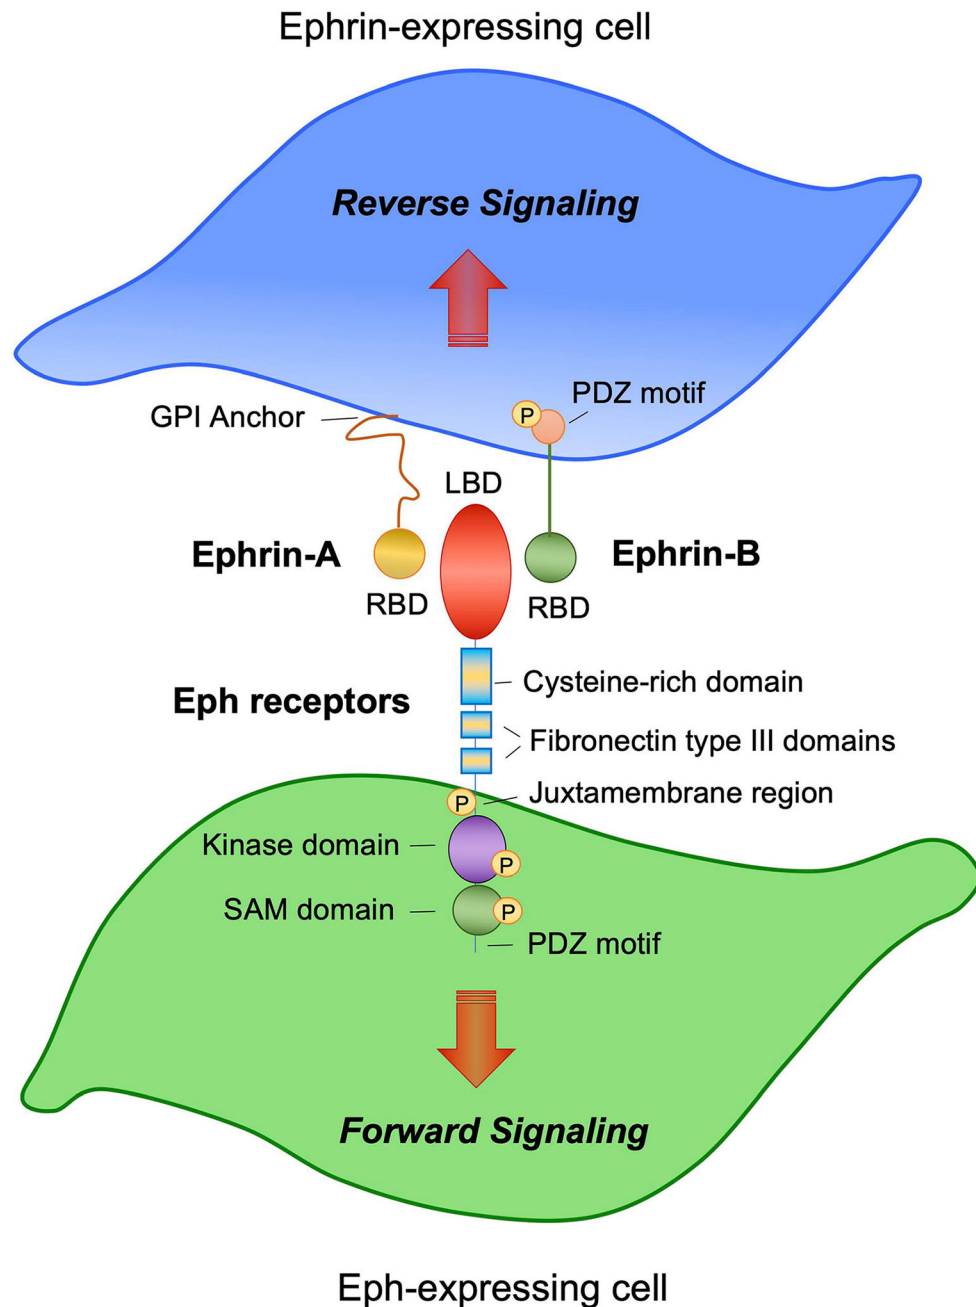 Ephrin-expressing cell
Reverse Signaling
PDZ motif
P
GPI Anchor
LBD
Ephrin-A
Ephrin-B
RBD
RBD
Cysteine-rich domain
Eph receptors
Fibronectin type III domains
P
Juxtamembrane region
Kinase domain
P
SAM domain
P
PDZ motif
Forward Signaling
Eph-expressing cell